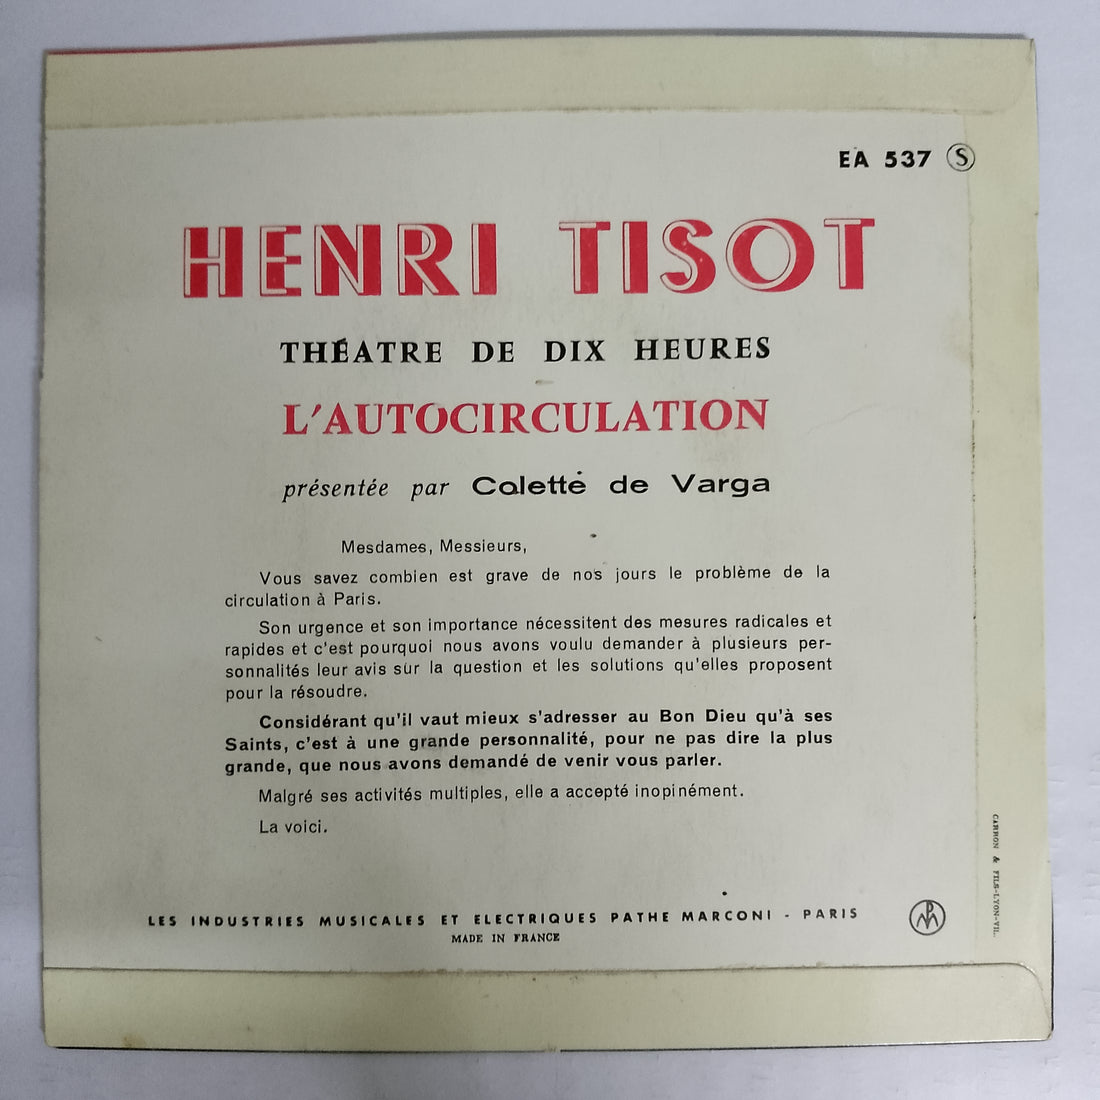 EA 537 Ⓢ
HENRI TISOT
THÉATRE DE DIX HEURES
L'AUTOCIRCULATION
présentée par Colette de Varga
Mesdames, Messieurs,
Vous savez combien est grave de nos jours le problème de la
circulation à Paris.
Son urgence et son importance nécessitent des mesures radicales et
rapides et c'est pourquoi nous avons voulu demander à plusieurs per-
sonnalités leur avis sur la question et les solutions qu'elles proposent
pour la résoudre.
Considérant qu'il vaut mieux s'adresser au Bon Dieu qu'à ses
Saints, c'est à une grande personnalité, pour ne pas dire la plus
grande, que nous avons demandé de venir vous parler.
Malgré ses activités multiples, elle a accepté inopinément.
La voici.
LES INDUSTRIES MUSICALES ET ELECTRIQUES PATHE MARCONI - PARIS
MADE IN FRANCE
PM
CARRON & FILS-LYON-VIL.